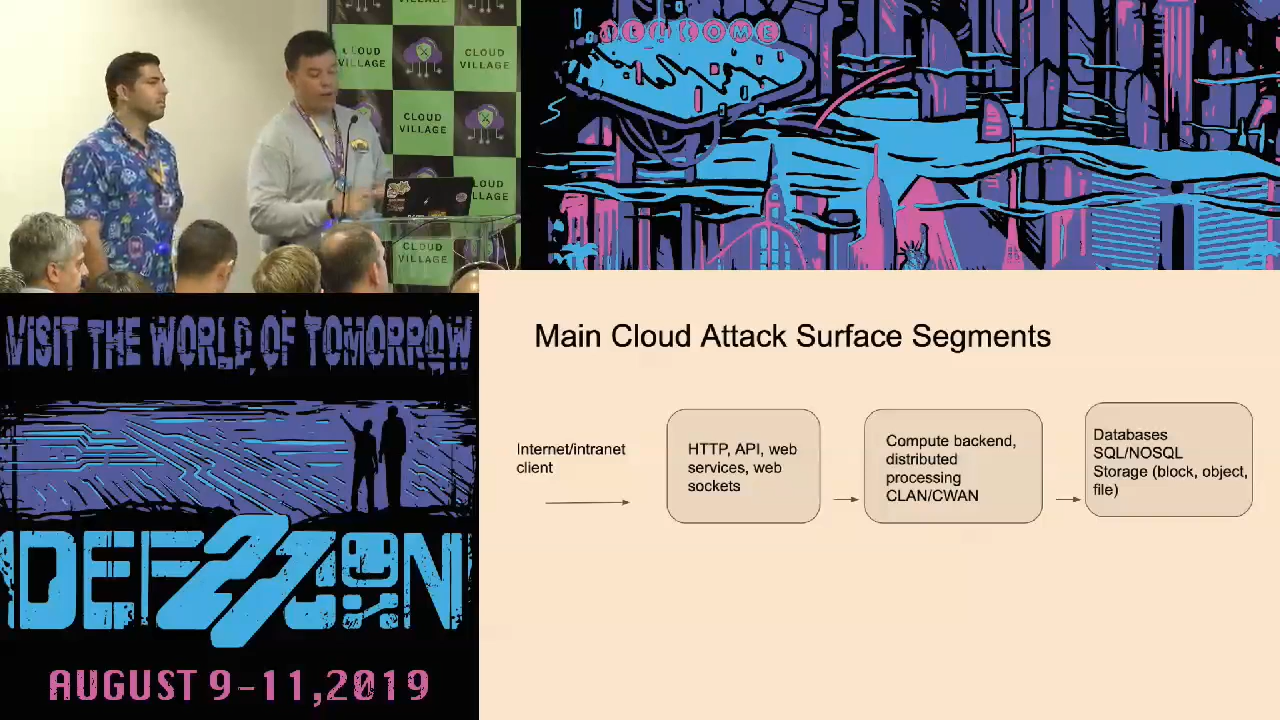 CLOUD
VILLAGE
CLOUD
VILLAGE
CLOUD
VILLAGE
CLOUD
VILLAGE
WELCOME
VISIT THE WORLD OF TOMORROW
DEF27CON
AUGUST 9-11,2019
Main Cloud Attack Surface Segments
Internet/intranet
client
HTTP, API, web
services, web
sockets
Compute backend,
distributed
processing
CLAN/CWAN
Databases
SQL/NOSQL
Storage (block, object,
file)